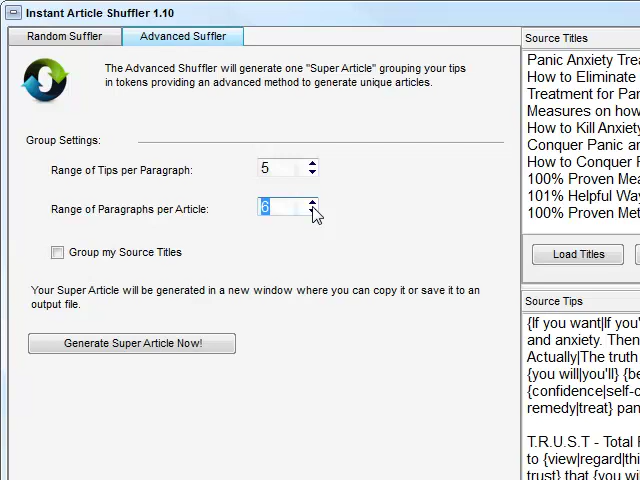 Instant Article Shuffler 1.10
Random Suffler
Advanced Suffler
The Advanced Shuffler will generate one "Super Article" grouping your tips
in tokens providing an advanced method to generate unique articles.
Group Settings:
Range of Tips per Paragraph:
5
Range of Paragraphs per Article:
6
Group my Source Titles
Your Super Article will be generated in a new window where you can copy it or save it to an
output file.
Generate Super Article Now!
Source Titles
Panic Anxiety Trea
How to Eliminate
Treatment for Pan
Measures on how
How to Kill Anxiety
Conquer Panic an
How to Conquer P
100% Proven Mea
101% Helpful Way
100% Proven Met
Load Titles
Source Tips
{If you want|If you'
and anxiety. Then
Actually|The truth
{you will|you'll} {be
{confidence|self-c
remedy|treat} pan
T.R.U.S.T - Total R
to {view|regard|thi
trust} that {you wi